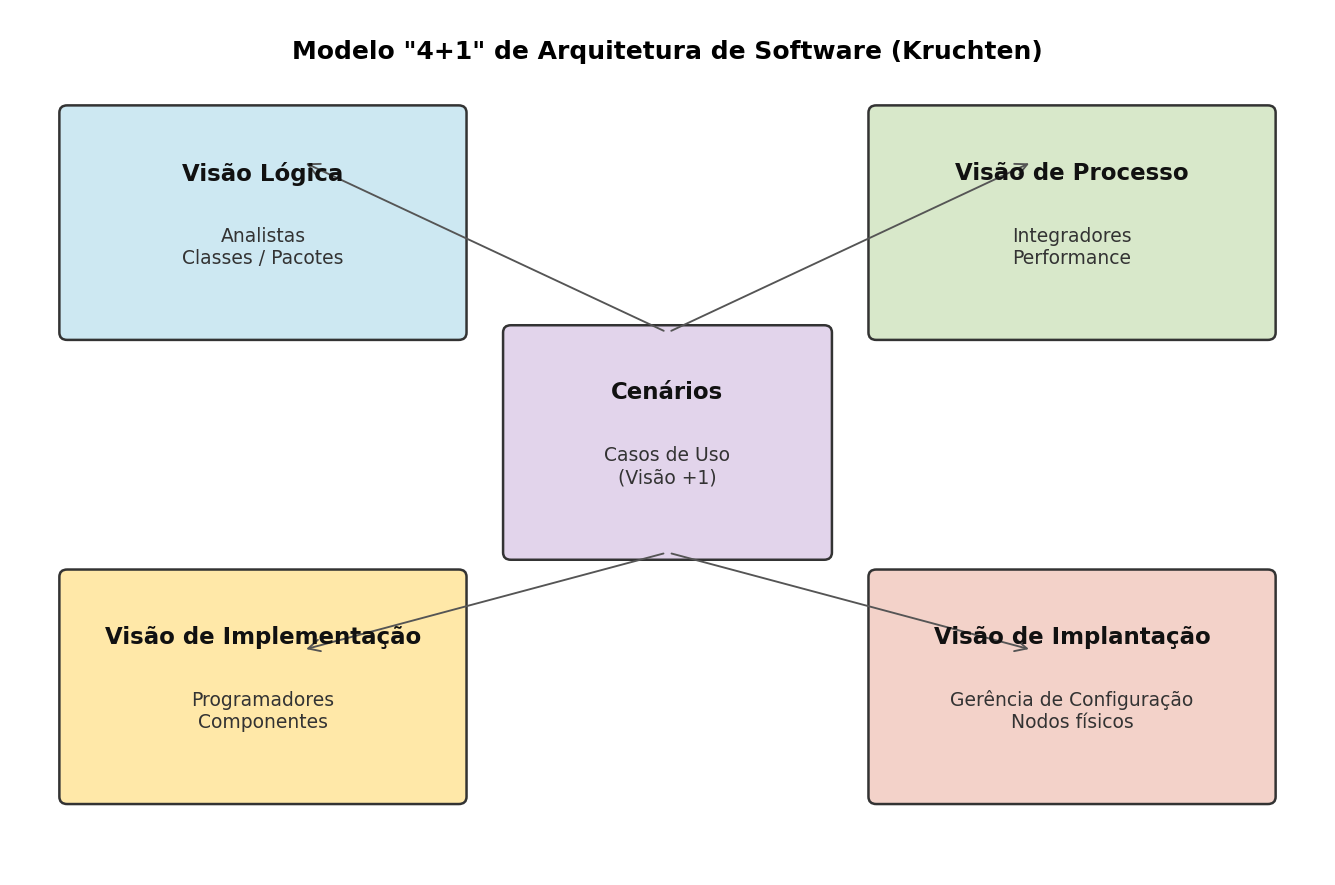 Modelo "4+1" de Arquitetura de Software (Kruchten)
Visão Lógica
Analistas
Classes / Pacotes
Visão de Processo
Integradores
Performance
Cenários
Casos de Uso
(Visão +1)
Visão de Implementação
Programadores
Componentes
Visão de Implantação
Gerência de Configuração
Nodos físicos